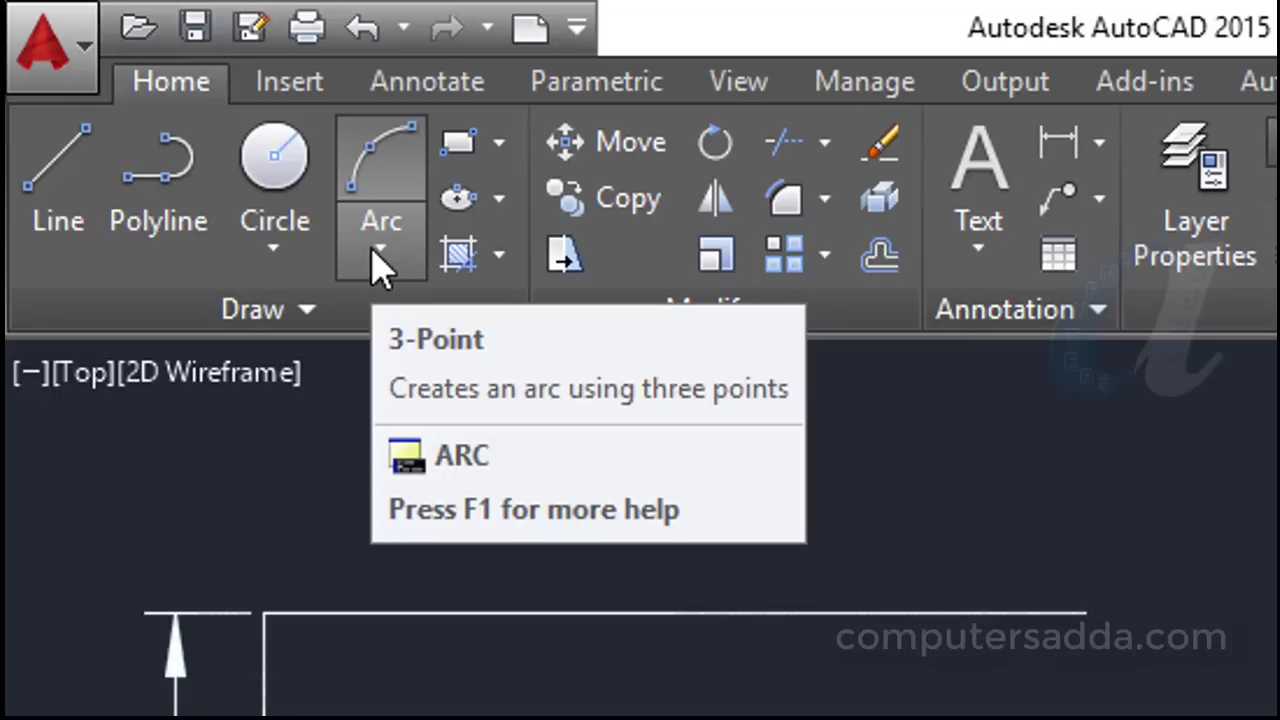 Autodesk AutoCAD 2015
Home Insert Annotate Parametric View Manage Output Add-ins
Line Polyline Circle Arc Move Copy Text Layer Properties
Draw Annotation
[−][Top][2D Wireframe]
3-Point
Creates an arc using three points
ARC
Press F1 for more help
computersadda.com